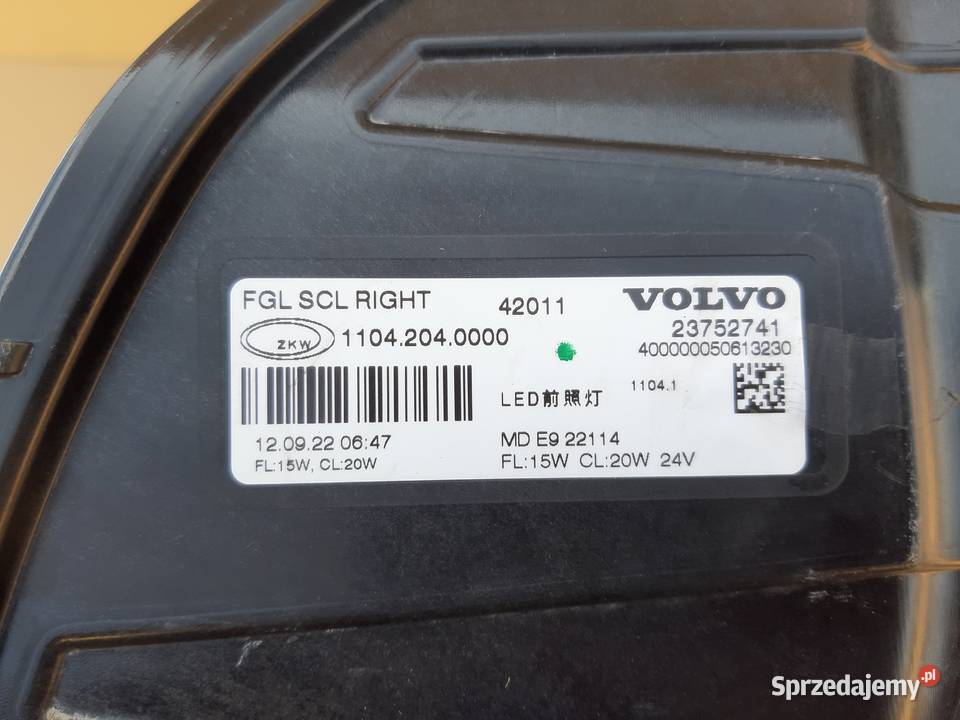 FGL SCL RIGHT 42011 VOLVO
ZKW 1104.204.0000 23752741
400000050613230
1104.1
LED前照灯
12.09.22 06:47 MD E9 22114
FL:15W, CL:20W FL:15W CL:20W 24V
Sprzedajemy.pl